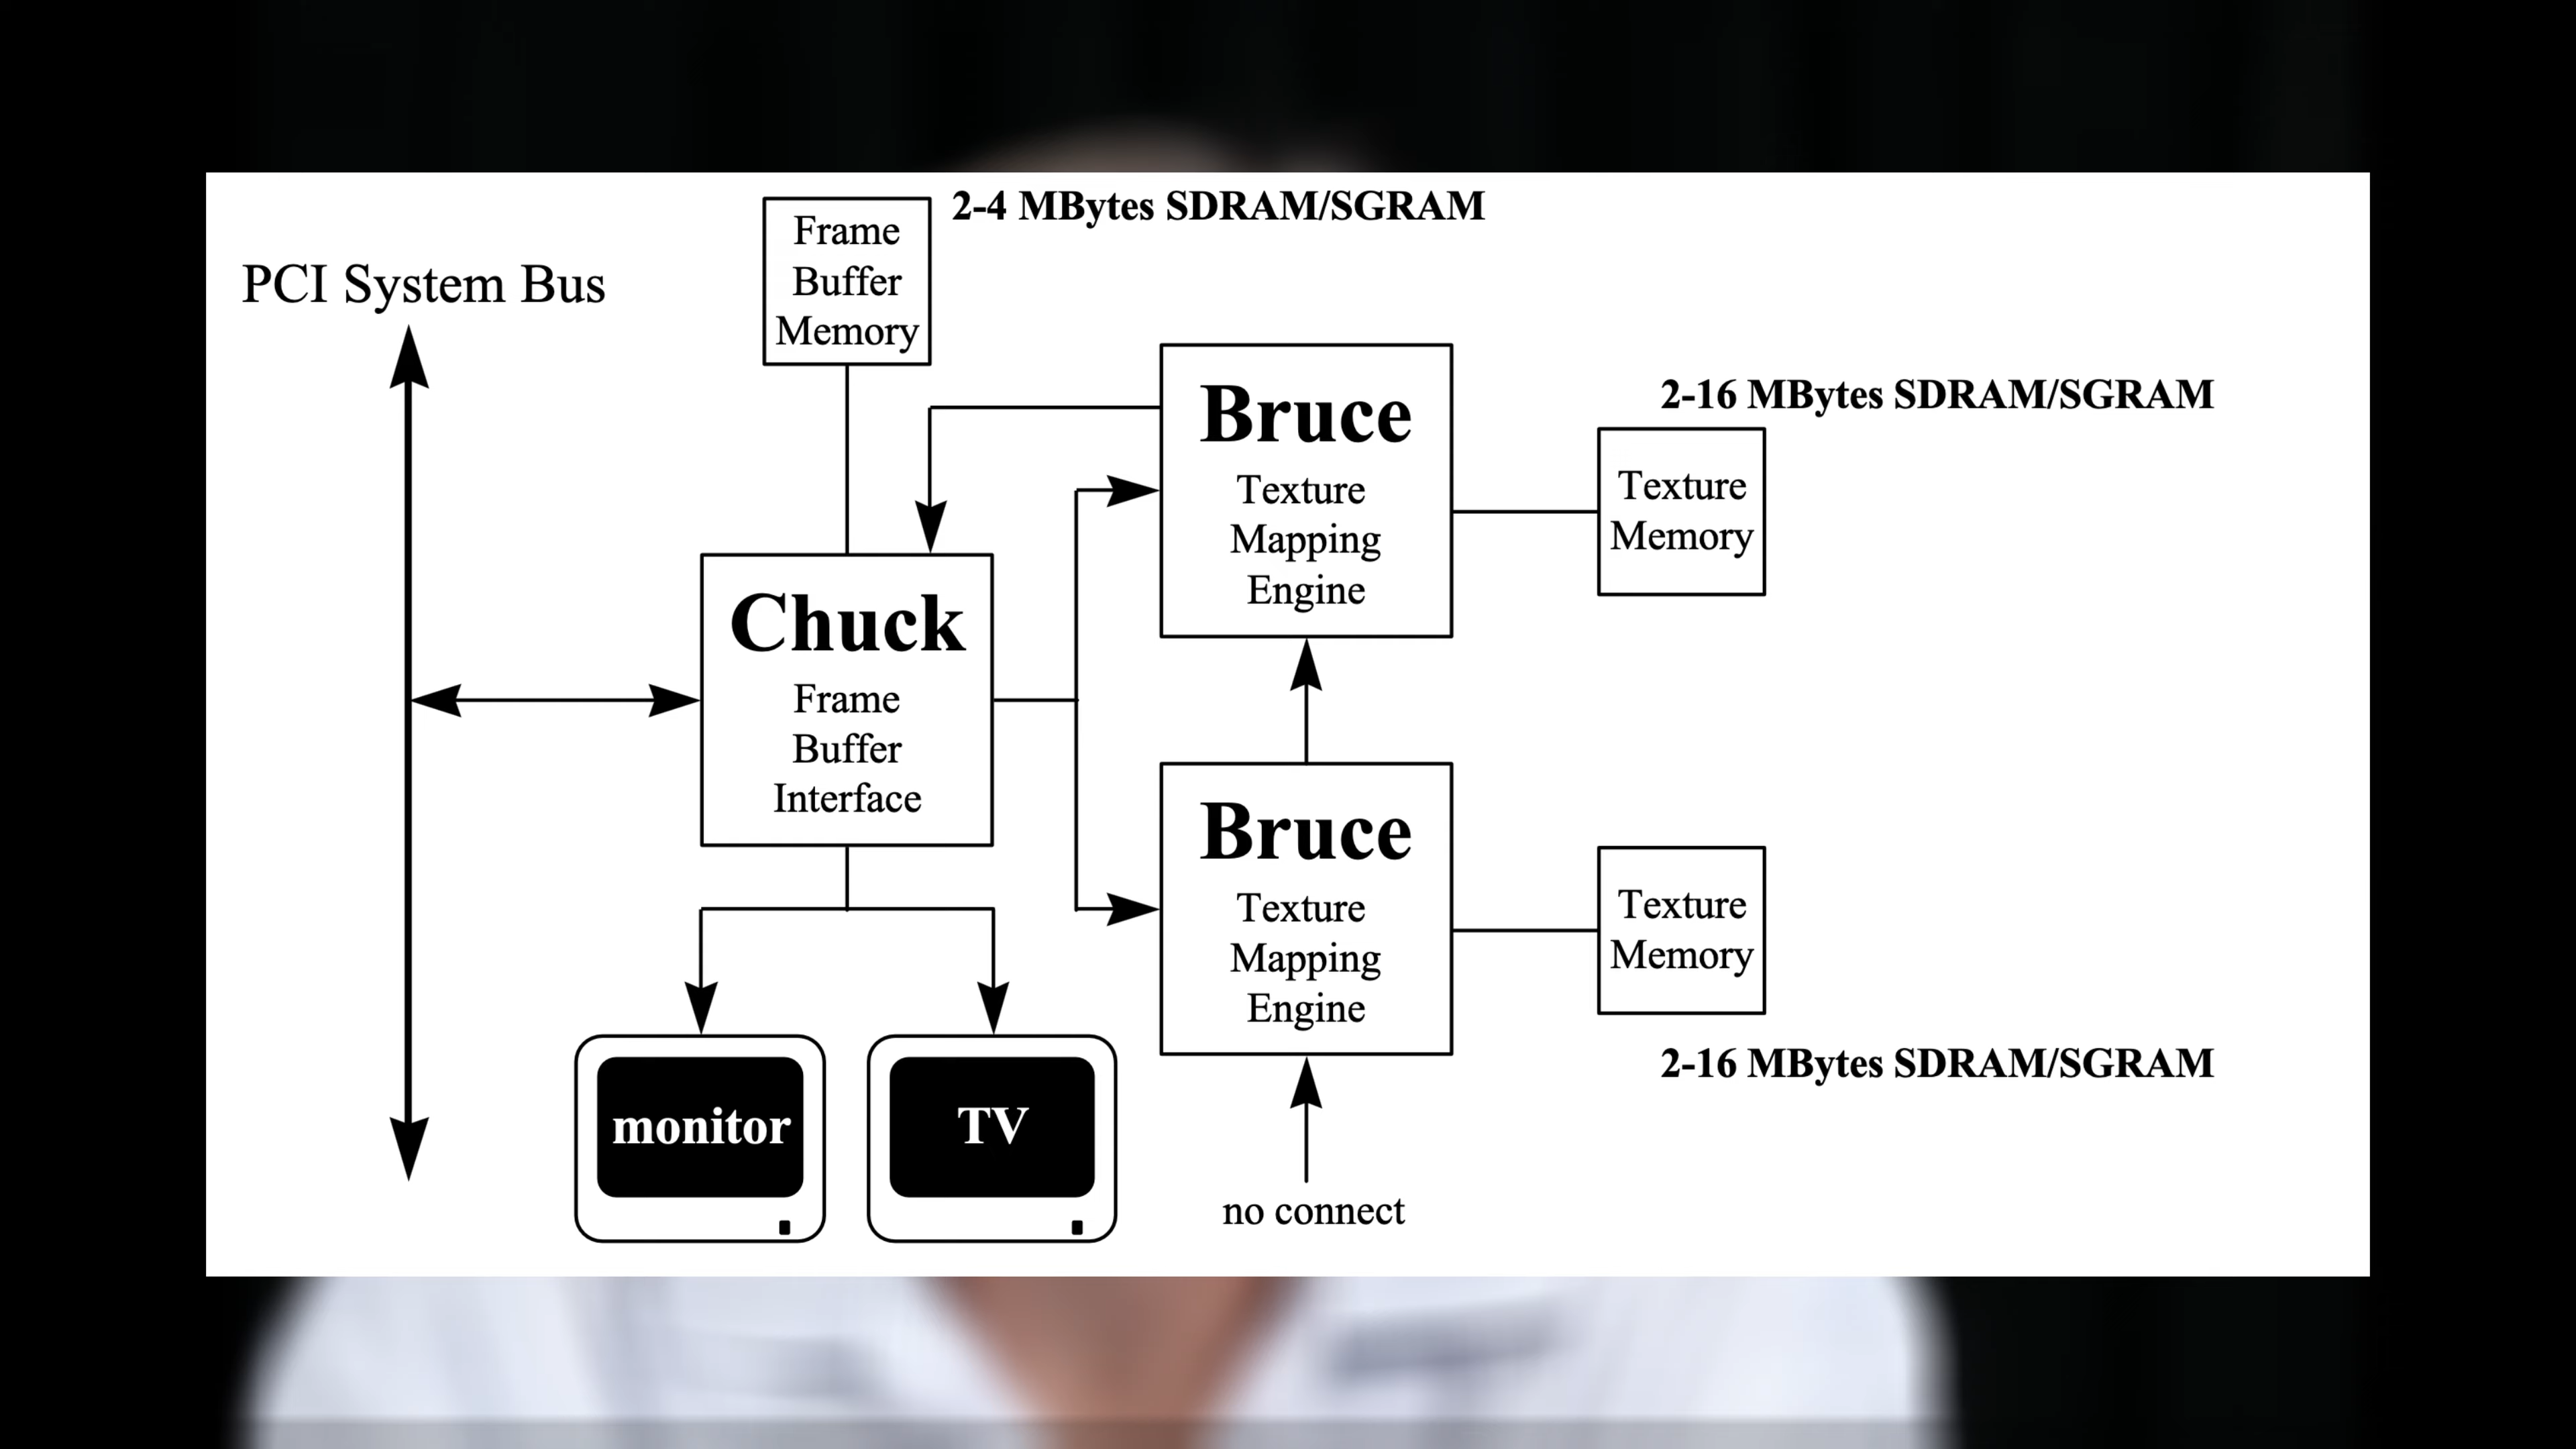 2-4 MBytes SDRAM/SGRAM
Frame
Buffer
Memory
PCI System Bus
Bruce
Texture
Mapping
Engine
2-16 MBytes SDRAM/SGRAM
Texture
Memory
Chuck
Frame
Buffer
Interface
Bruce
Texture
Mapping
Engine
Texture
Memory
2-16 MBytes SDRAM/SGRAM
monitor
TV
no connect